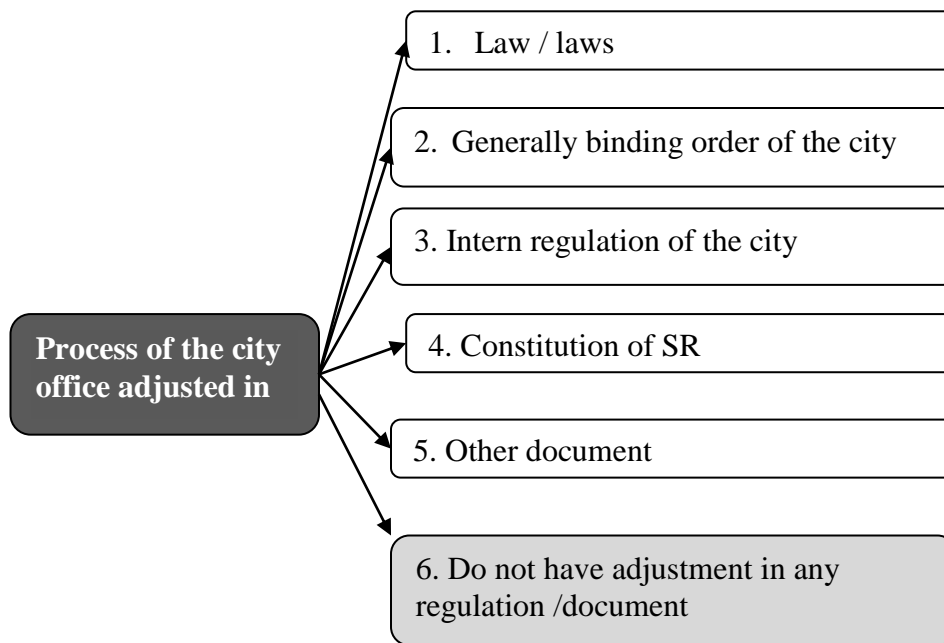 1. Law / laws
2. Generally binding order of the city
3. Intern regulation of the city
Process of the city
office adjusted in
4. Constitution of SR
5. Other document
6. Do not have adjustment in any
regulation /document